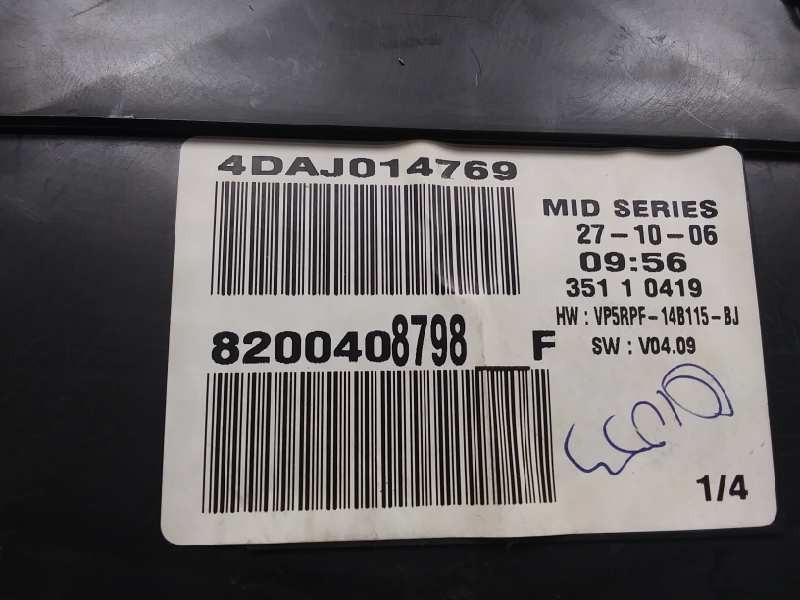 4DAJ014769
MID SERIES
27-10-06
09:56
351 1 0419
HW : VP5RPF-14B115-BJ
SW : V04.09
8200408798__F
1/4